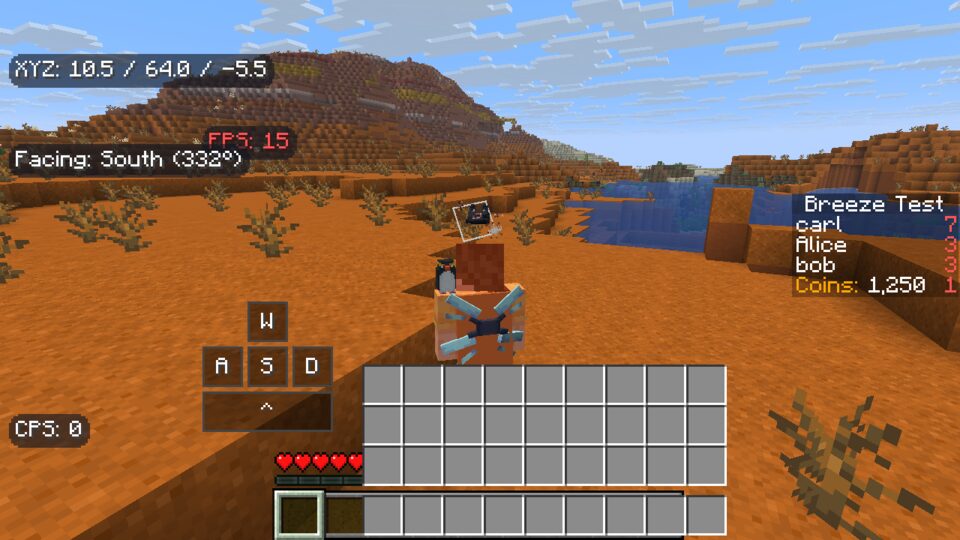 XYZ: 10.5 / 64.0 / -5.5
FPS: 15
Facing: South (332°)
Breeze Test
carl 7
Alice 3
bob 3
Coins: 1,250 1
W
A S D
^
CPS: 0